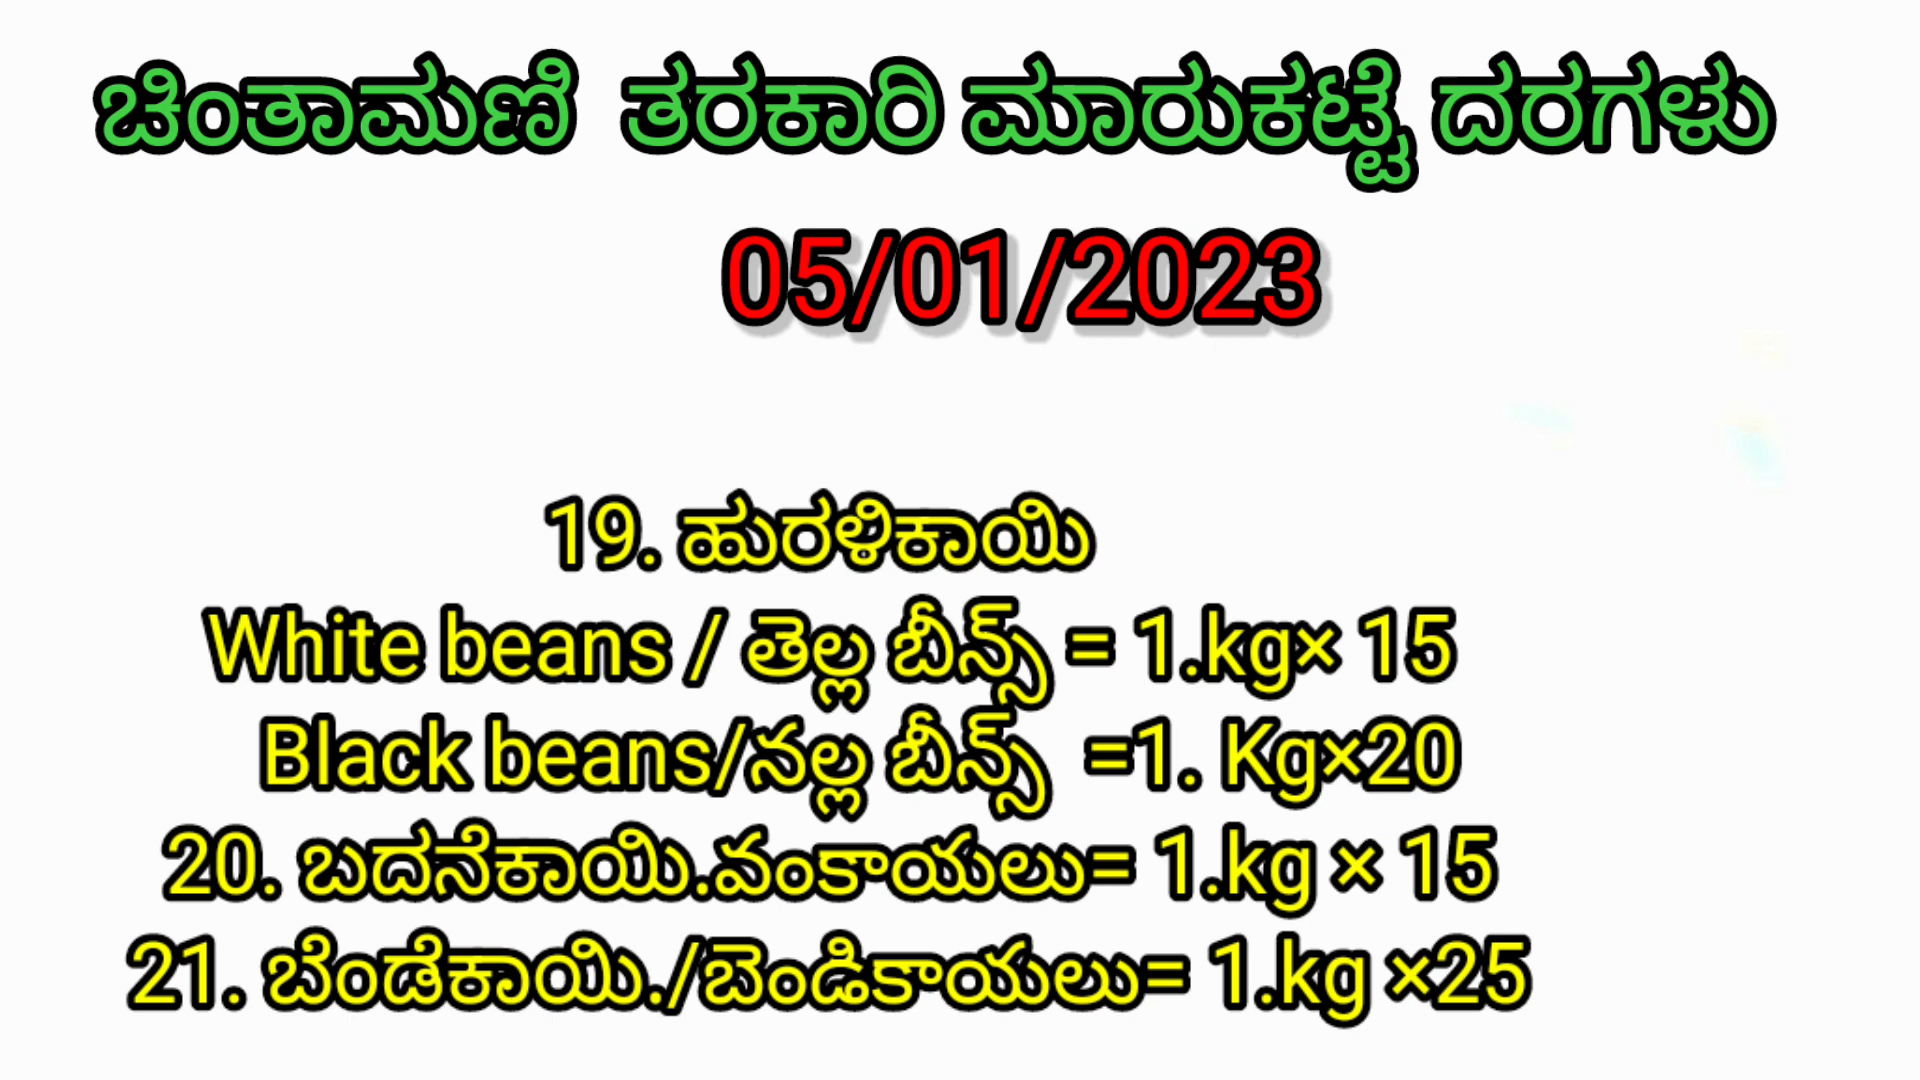 ಚಿಂತಾಮಣಿ ತರಕಾರಿ ಮಾರುಕಟ್ಟೆ ದರಗಳು
05/01/2023
19. ಹುರಳಿಕಾಯಿ
White beans / ತೆಲ್ಲ ಬೀನ್ಸ್ = 1.kg× 15
Black beans/ನಲ್ಲ ಬೀನ್ಸ್ =1. Kg×20
20. ಬದನೆಕಾಯಿ.వంకాయలు= 1.kg × 15
21. ಬೆಂಡೆಕಾಯಿ./బెండికాయలు= 1.kg ×25